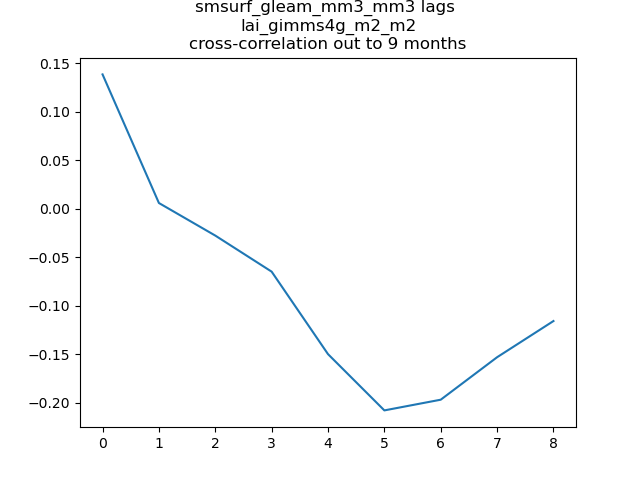 smsurf_gleam_mm3_mm3 lags
lai_gimms4g_m2_m2
cross-correlation out to 9 months
0.15
0.10
0.05
0.00
−0.05
−0.10
−0.15
−0.20
0 1 2 3 4 5 6 7 8